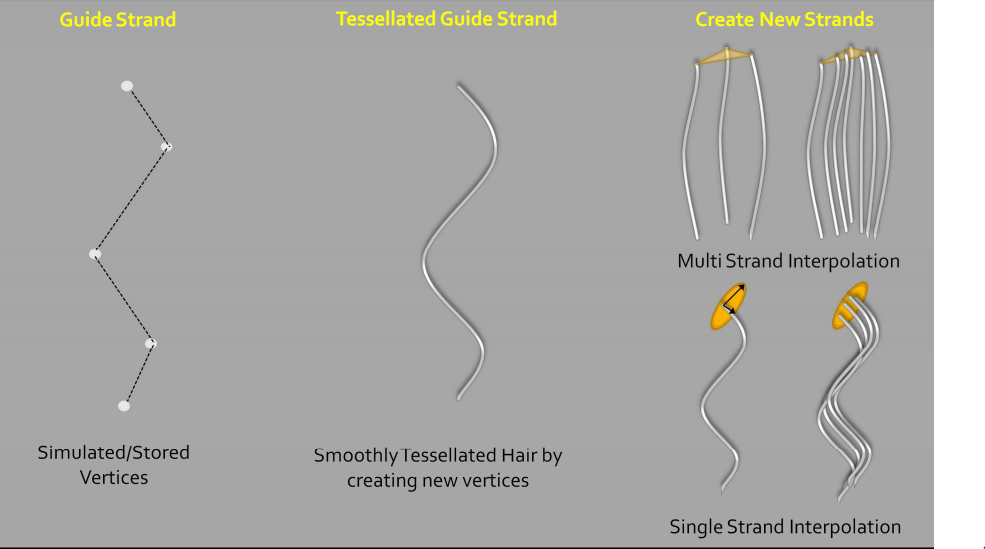 Guide Strand
Tessellated Guide Strand
Create New Strands
Simulated/Stored
Vertices
Smoothly Tessellated Hair by
creating new vertices
Multi Strand Interpolation
Single Strand Interpolation